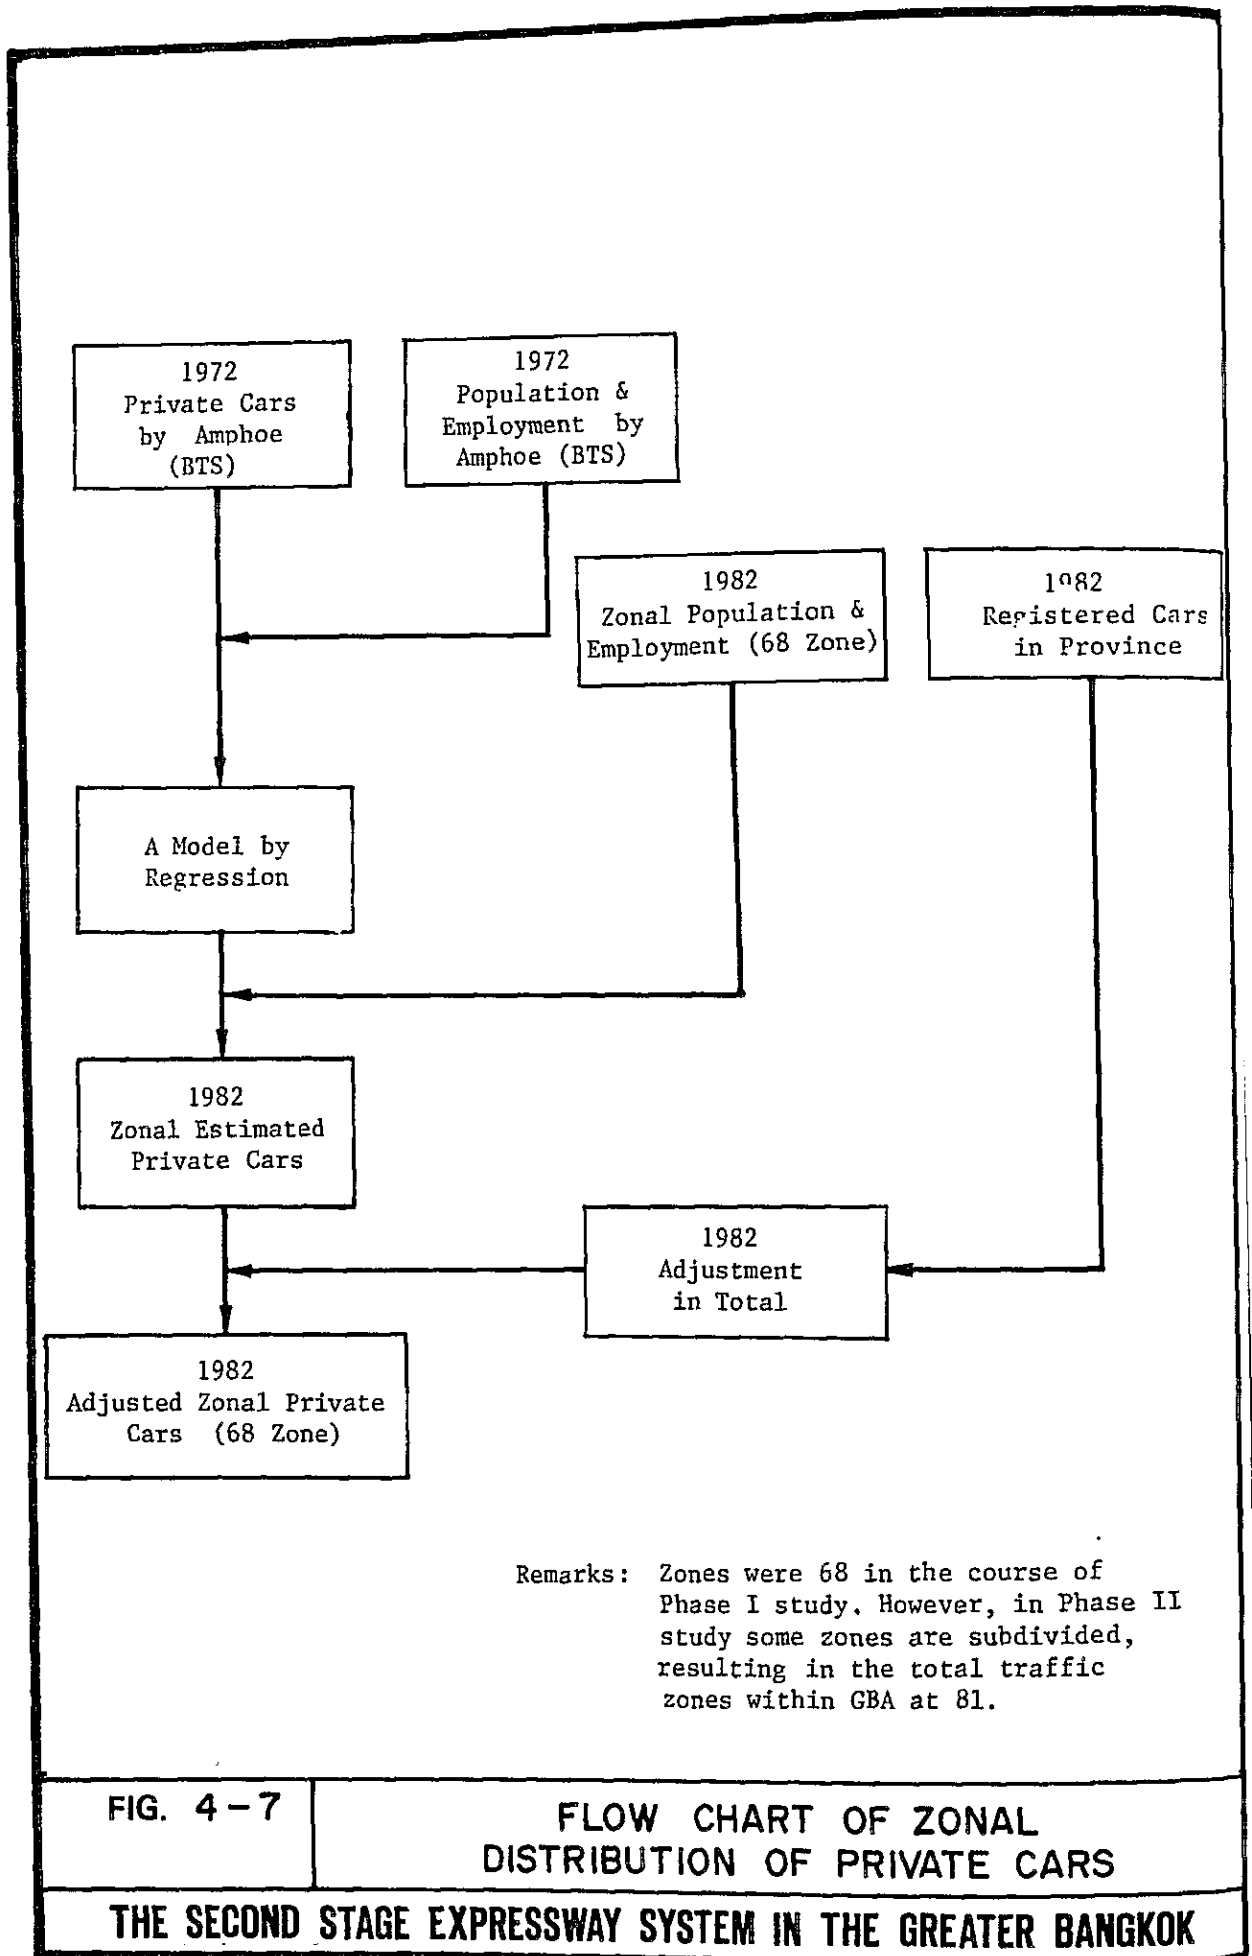 1972
Private Cars
by Amphoe
(BTS)
1972
Population &
Employment by
Amphoe (BTS)
1982
Zonal Population &
Employment (68 Zone)
1982
Registered Cars
in Province
A Model by
Regression
1982
Zonal Estimated
Private Cars
1982
Adjustment
in Total
1982
Adjusted Zonal Private
Cars (68 Zone)
Remarks: Zones were 68 in the course of
Phase I study. However, in Phase II
study some zones are subdivided,
resulting in the total traffic
zones within GBA at 81.
FIG. 4-7
FLOW CHART OF ZONAL
DISTRIBUTION OF PRIVATE CARS
THE SECOND STAGE EXPRESSWAY SYSTEM IN THE GREATER BANGKOK